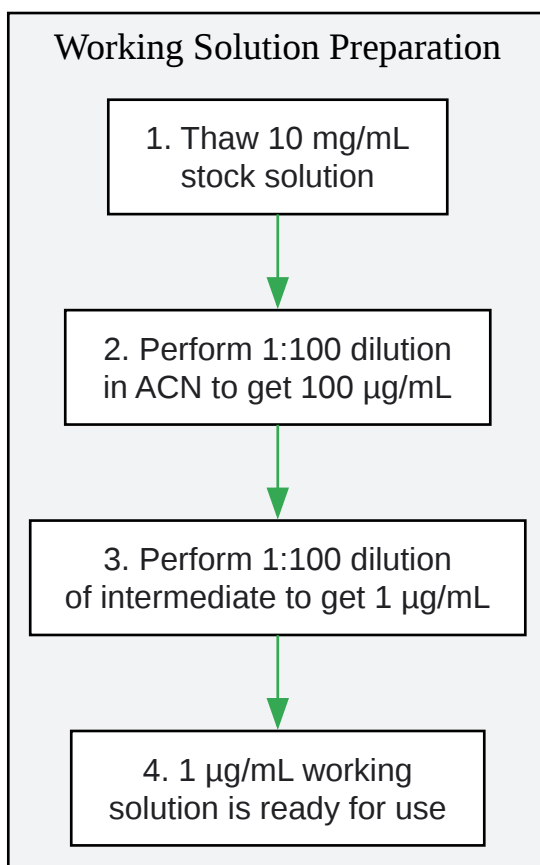 Working Solution Preparation
1. Thaw 10 mg/mL
stock solution
2. Perform 1:100 dilution
in ACN to get 100 µg/mL
3. Perform 1:100 dilution
of intermediate to get 1 µg/mL
4. 1 µg/mL working
solution is ready for use